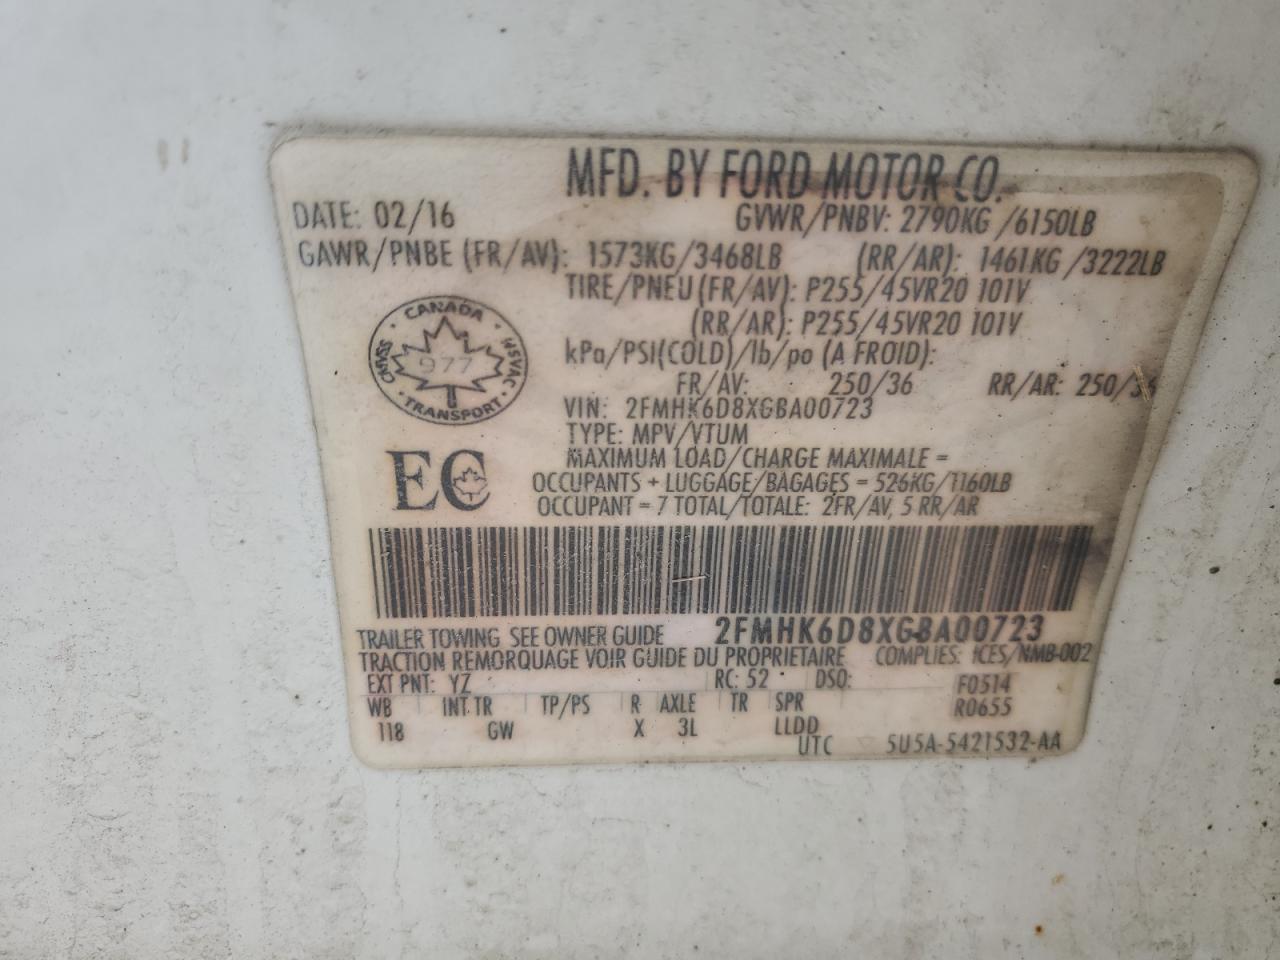 MFD. BY FORD MOTOR CO.
DATE: 02/16 GVWR/PNBV: 2790KG /6150LB
GAWR/PNBE (FR/AV): 1573KG/3468LB (RR/AR): 1461KG /3222LB
TIRE/PNEU(FR/AV): P255/45VR20 101V
(RR/AR): P255/45VR20 101V
kPa/PSI(COLD)/lb/po (A FROID):
FR/AV: 250/36 RR/AR: 250/36
CANADA
CMVSS 977 NSVAC
TRANSPORT
VIN: 2FMHK6D8XGBA00723
TYPE: MPV/VTUM
MAXIMUM LOAD/CHARGE MAXIMALE =
EC
OCCUPANTS + LUGGAGE/BAGAGES = 526KG/1160LB
OCCUPANT = 7 TOTAL/TOTALE: 2FR/AV, 5 RR/AR
TRAILER TOWING SEE OWNER GUIDE 2FMHK6D8XGBA00723
TRACTION REMORQUAGE VOIR GUIDE DU PROPRIETAIRE COMPLIES: ICES/NMB-002
EXT PNT: YZ RC: 52 DSO: F0514
WB INT TR TP/PS R AXLE TR SPR R0655
118 GW X 3L LLDD
UTC 5U5A-5421532-AA